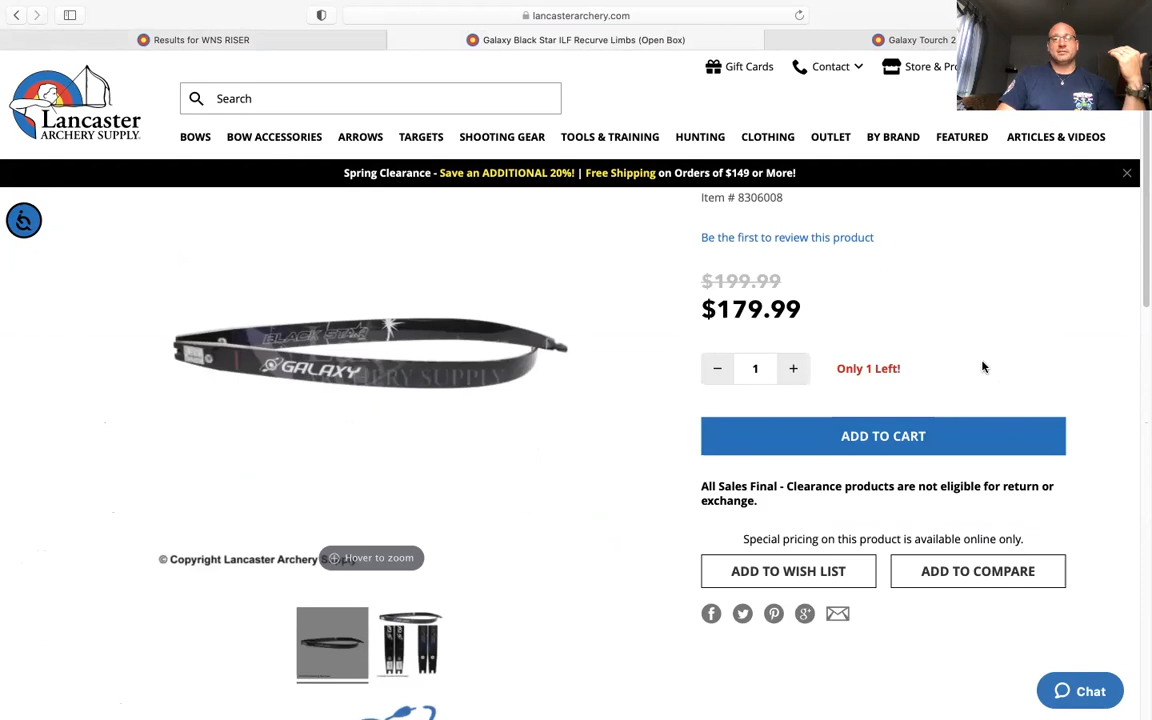 lancasterarchery.com
Results for WNS RISER
Galaxy Black Star ILF Recurve Limbs (Open Box)
Galaxy Tourch 2
Gift Cards
Contact
Store & Pro
Lancaster
ARCHERY SUPPLY
Search
BOWS BOW ACCESSORIES ARROWS TARGETS SHOOTING GEAR TOOLS & TRAINING HUNTING CLOTHING OUTLET BY BRAND FEATURED ARTICLES & VIDEOS
Spring Clearance - Save an ADDITIONAL 20%! | Free Shipping on Orders of $149 or More!
Item # 8306008
Be the first to review this product
$199.99
$179.99
− 1 + Only 1 Left!
BLACK STAR
GALAXY
ARCHERY SUPPLY
ADD TO CART
All Sales Final - Clearance products are not eligible for return or
exchange.
Special pricing on this product is available online only.
© Copyright Lancaster Archery
Hover to zoom
ADD TO WISH LIST
ADD TO COMPARE
Chat